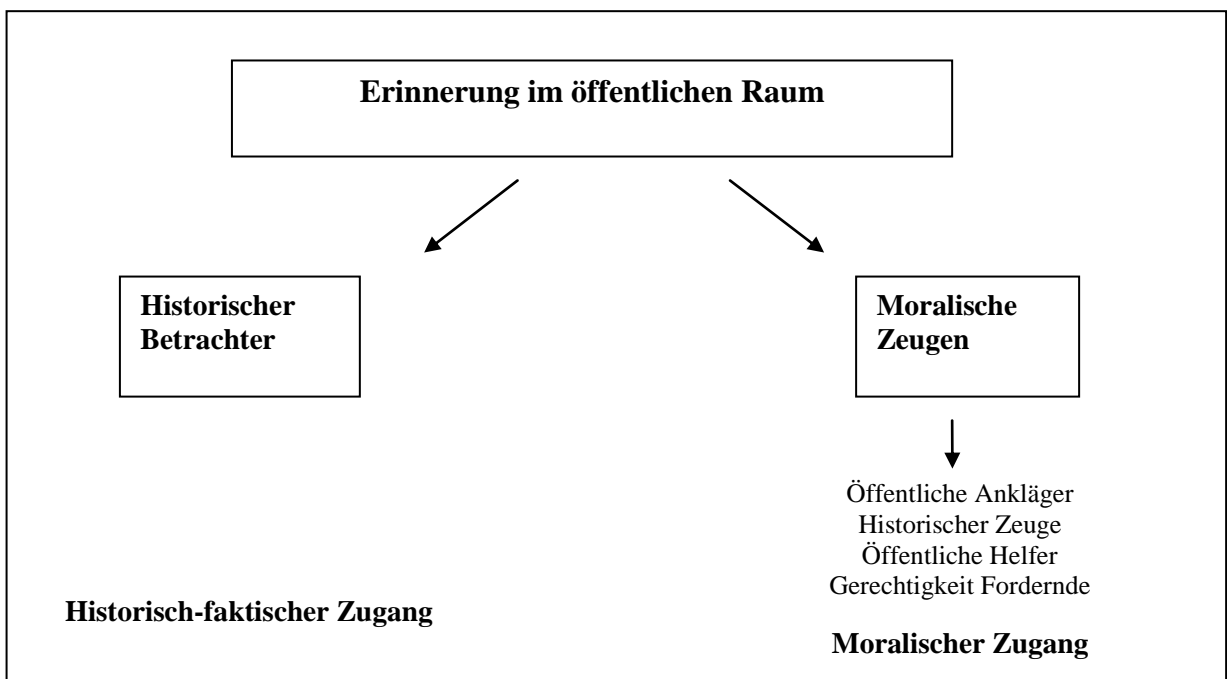 Erinnerung im öffentlichen Raum
Historischer
Betrachter
Moralische
Zeugen
Öffentliche Ankläger
Historischer Zeuge
Öffentliche Helfer
Gerechtigkeit Fordernde
Historisch-faktischer Zugang
Moralischer Zugang